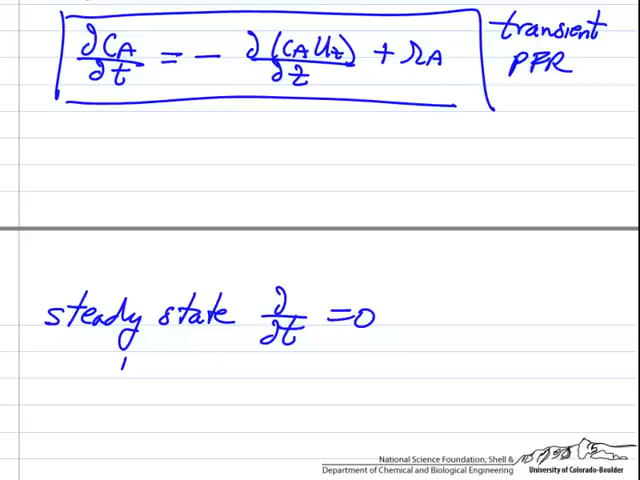 ∂C_A/∂t = - ∂(C_A U_z)/∂z + r_A
transient
PFR
steady state ∂/∂t = 0
National Science Foundation, Shell &
Department of Chemical and Biological Engineering
University of Colorado-Boulder